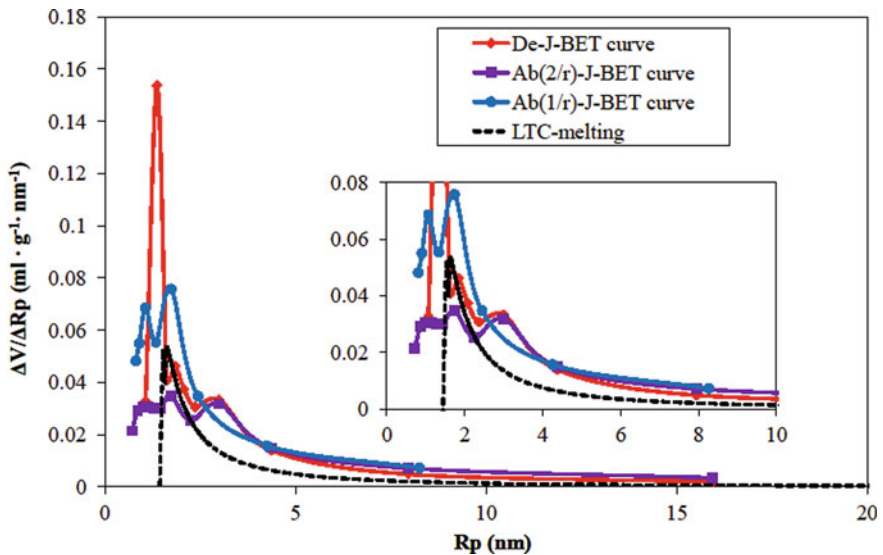 0.18
0.16
0.14
0.12
0.1
0.08
0.06
0.04
0.02
0
ΔV/ΔRp (ml · g⁻¹· nm⁻¹)
De-J-BET curve
Ab(2/r)-J-BET curve
Ab(1/r)-J-BET curve
LTC-melting
0.08
0.06
0.04
0.02
0
0 2 4 6 8 10
5 10 15 20
Rp (nm)